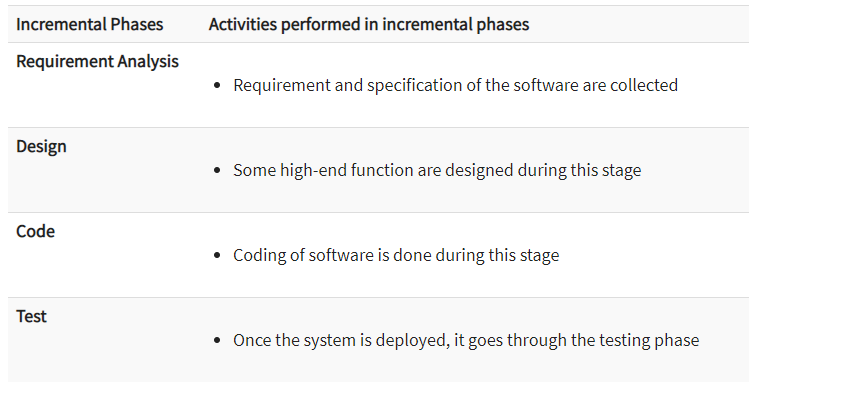 Incremental Phases Activities performed in incremental phases
Requirement Analysis
• Requirement and specification of the software are collected
Design
• Some high-end function are designed during this stage
Code
• Coding of software is done during this stage
Test
• Once the system is deployed, it goes through the testing phase